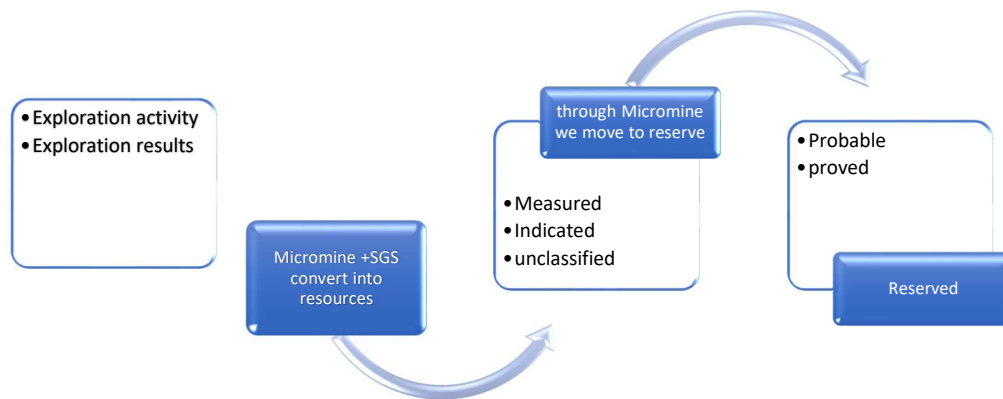 • Exploration activity
• Exploration results
Micromine +SGS
convert into
resources
through Micromine
we move to reserve
• Measured
• Indicated
• unclassified
• Probable
• proved
Reserved